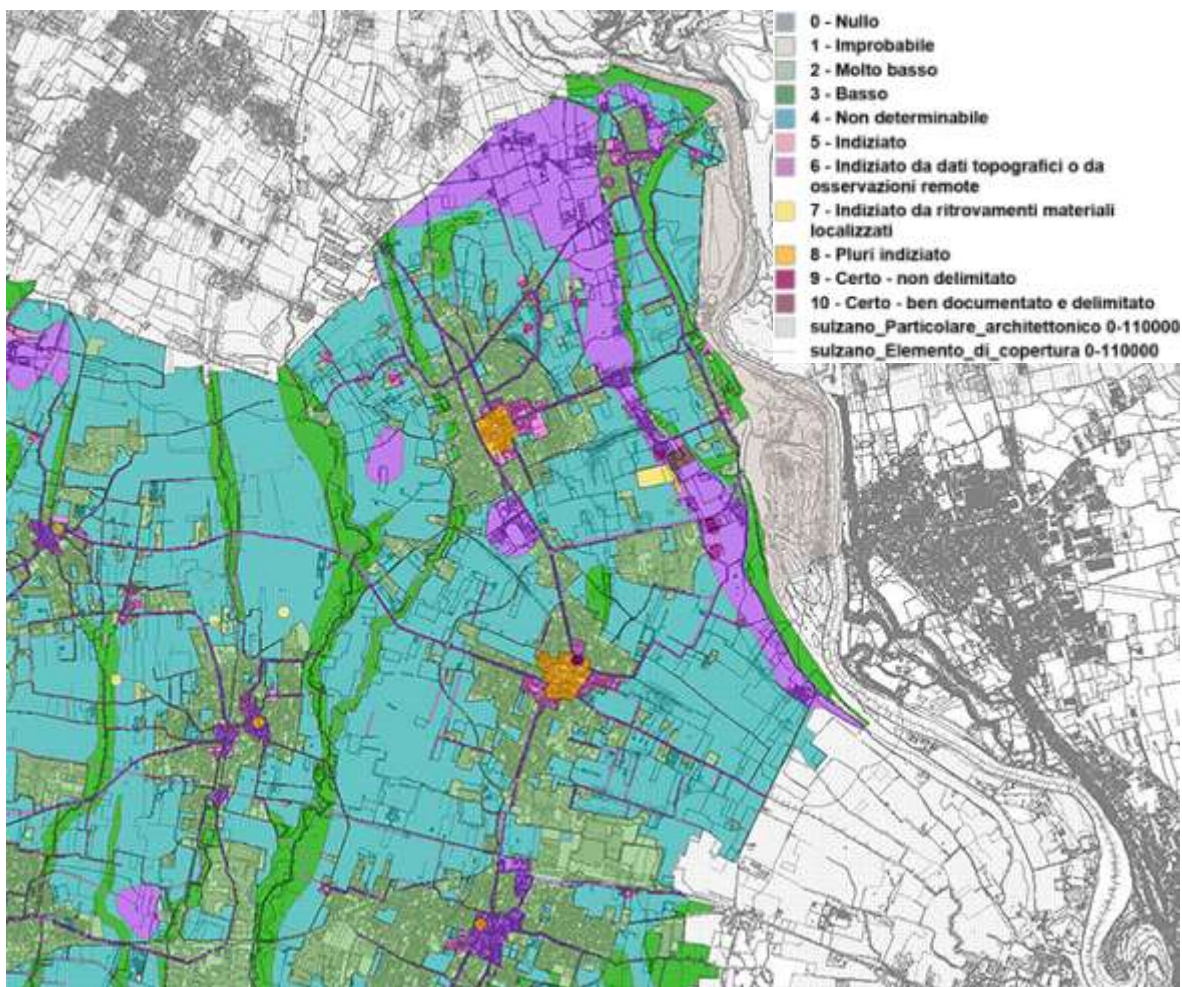 0 - Nullo
1 - Improbabile
2 - Molto basso
3 - Basso
4 - Non determinabile
5 - Indiziato
6 - Indiziato da dati topografici o da
osservazioni remote
7 - Indiziato da ritrovamenti materiali
localizzati
8 - Pluri indiziato
9 - Certo - non delimitato
10 - Certo - ben documentato e delimitato
sulzano_Particolare_architettonico 0-110000
sulzano_Elemento_di_copertura 0-110000